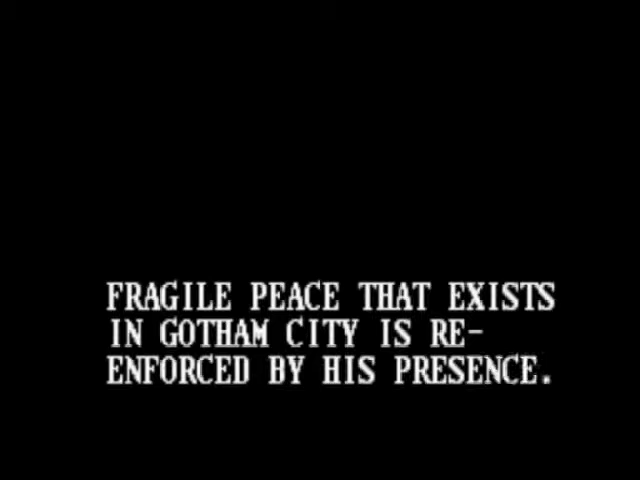 FRAGILE PEACE THAT EXISTS
IN GOTHAM CITY IS RE-
ENFORCED BY HIS PRESENCE.